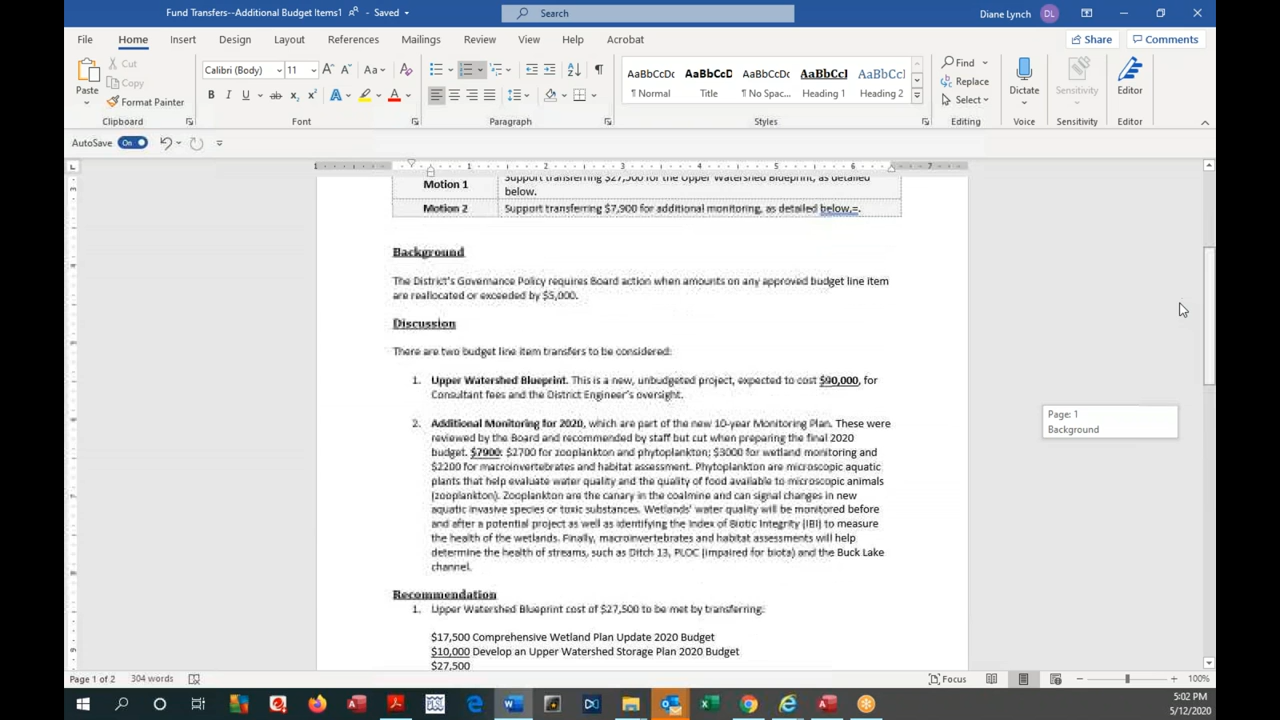 Fund Transfers--Additional Budget Items1 Saved
Search
Diane Lynch DL
File Home Insert Design Layout References Mailings Review View Help Acrobat Share Comments
Paste
Cut
Copy
Format Painter
Calibri (Body) 11
Aa
B I U ab x₂ x² A A
AaBbCcDc AaBbCcDc AaBbCcDc AaBbCcI AaBbCcI
¶ Normal Title ¶ No Spac... Heading 1 Heading 2
Find
Replace
Select
Dictate
Sensitivity
Editor
Clipboard Font Paragraph Styles Editing Voice Sensitivity Editor
AutoSave On
1 1 2 3 4 5 6 7
Motion 1 Support transferring $27,500 for the Upper Watershed Blueprint, as detailed
below.
Motion 2 Support transferring $7,900 for additional monitoring, as detailed below,=.
Background
The District's Governance Policy requires Board action when amounts on any approved budget line item
are reallocated or exceeded by $5,000.
Discussion
There are two budget line item transfers to be considered:
1. Upper Watershed Blueprint. This is a new, unbudgeted project, expected to cost $90,000, for
Consultant fees and the District Engineer's oversight.
2. Additional Monitoring for 2020, which are part of the new 10-year Monitoring Plan. These were
reviewed by the Board and recommended by staff but cut when preparing the final 2020
budget. $7900: $2700 for zooplankton and phytoplankton; $3000 for wetland monitoring and
$2200 for macroinvertebrates and habitat assessment. Phytoplankton are microscopic aquatic
plants that help evaluate water quality and the quality of food available to microscopic animals
(zooplankton). Zooplankton are the canary in the coalmine and can signal changes in new
aquatic invasive species or toxic substances. Wetlands' water quality will be monitored before
and after a potential project as well as identifying the Index of Biotic Integrity (IBI) to measure
the health of the wetlands. Finally, macroinvertebrates and habitat assessments will help
determine the health of streams, such as Ditch 13, PLOC (impaired for biota) and the Buck Lake
channel.
Page: 1
Background
Recommendation
1. Upper Watershed Blueprint cost of $27,500 to be met by transferring:
$17,500 Comprehensive Wetland Plan Update 2020 Budget
$10,000 Develop an Upper Watershed Storage Plan 2020 Budget
$27,500
Page 1 of 2 304 words Focus 100%
5:02 PM
5/12/2020